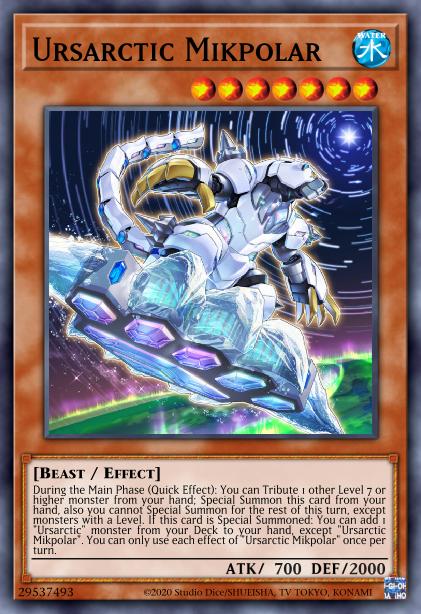 URSARCTIC MIKPOLAR
WATER
水
[BEAST / EFFECT]
During the Main Phase (Quick Effect): You can Tribute 1 other Level 7 or
higher monster from your hand; Special Summon this card from your
hand, also you cannot Special Summon for the rest of this turn, except
monsters with a Level. If this card is Special Summoned: You can add 1
"Ursarctic" monster from your Deck to your hand, except "Ursarctic
Mikpolar". You can only use each effect of "Ursarctic Mikpolar" once per
turn.
ATK/ 700 DEF/2000
29537493
©2020 Studio Dice/SHUEISHA, TV TOKYO, KONAMI